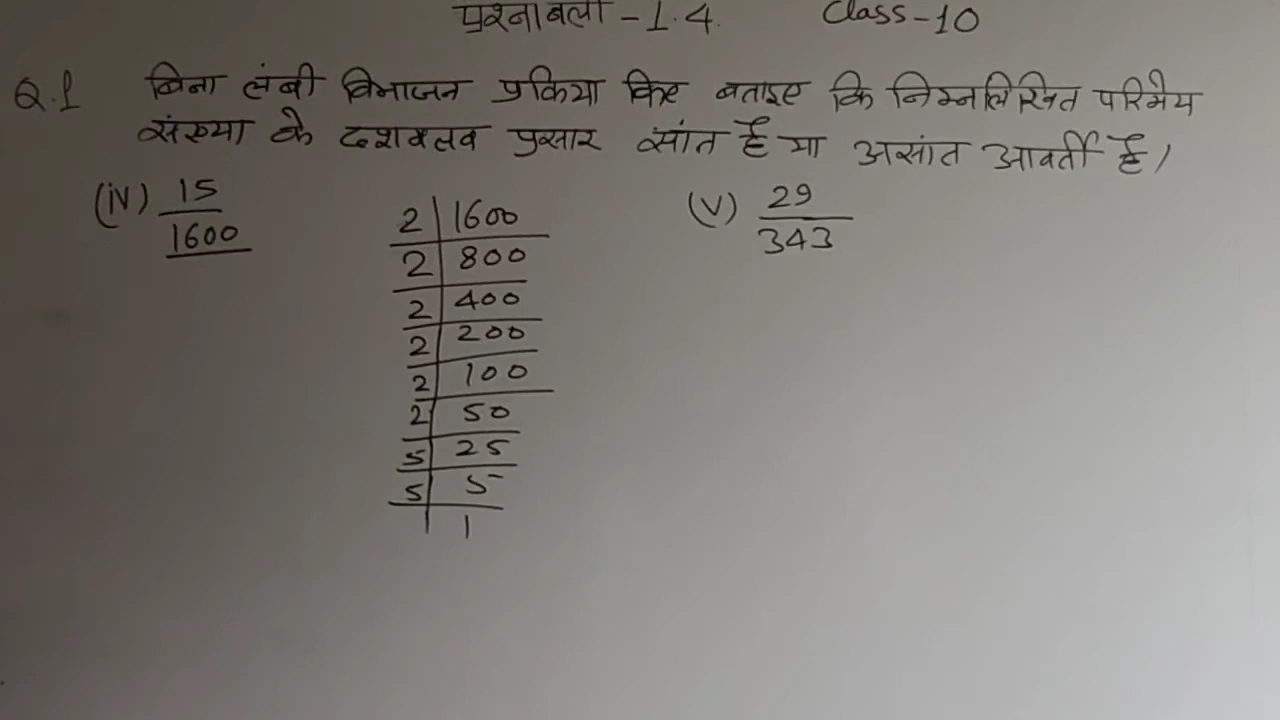 प्रश्नावली - 1.4. Class-10
Q.1 बिना लंबी विभाजन प्रक्रिया किए बताइए कि निम्नलिखित परिमेय
संख्या के दशमलव प्रसार सांत है या असांत आवर्ती है।
(iv) 15/1600
2 | 1600
2 | 800
2 | 400
2 | 200
2 | 100
2 | 50
5 | 25
5 | 5
| 1
(v) 29/343